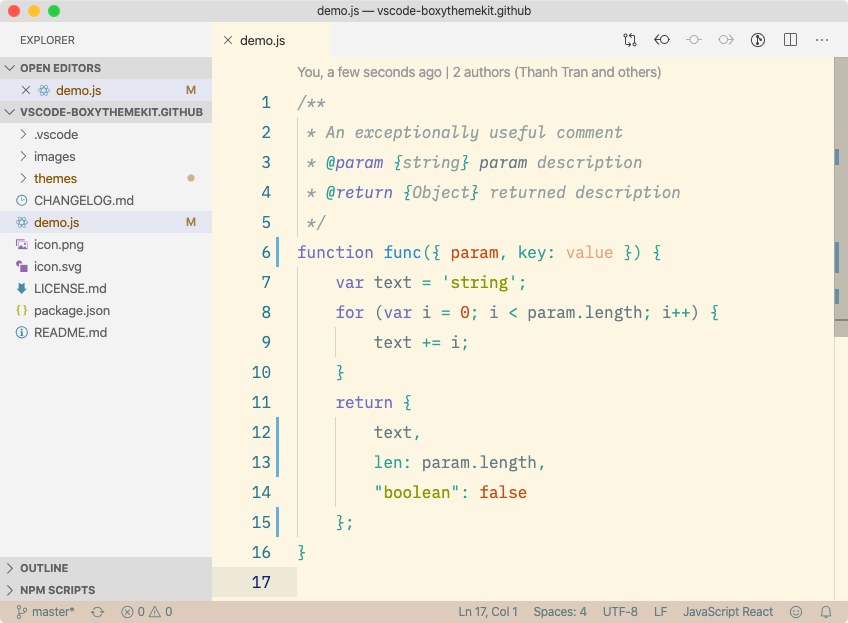 demo.js — vscode-boxythemekit.github
EXPLORER
OPEN EDITORS
demo.js M
VSCODE-BOXYTHEMEKIT.GITHUB
.vscode
images
themes
CHANGELOG.md
demo.js M
icon.png
icon.svg
LICENSE.md
package.json
README.md
OUTLINE
NPM SCRIPTS
demo.js
You, a few seconds ago | 2 authors (Thanh Tran and others)
1 /**
2  * An exceptionally useful comment
3  * @param {string} param description
4  * @return {Object} returned description
5  */
6 function func({ param, key: value }) {
7     var text = 'string';
8     for (var i = 0; i < param.length; i++) {
9         text += i;
10     }
11     return {
12         text,
13         len: param.length,
14         "boolean": false
15     };
16 }
17
master* 0 0 Ln 17, Col 1 Spaces: 4 UTF-8 LF JavaScript React